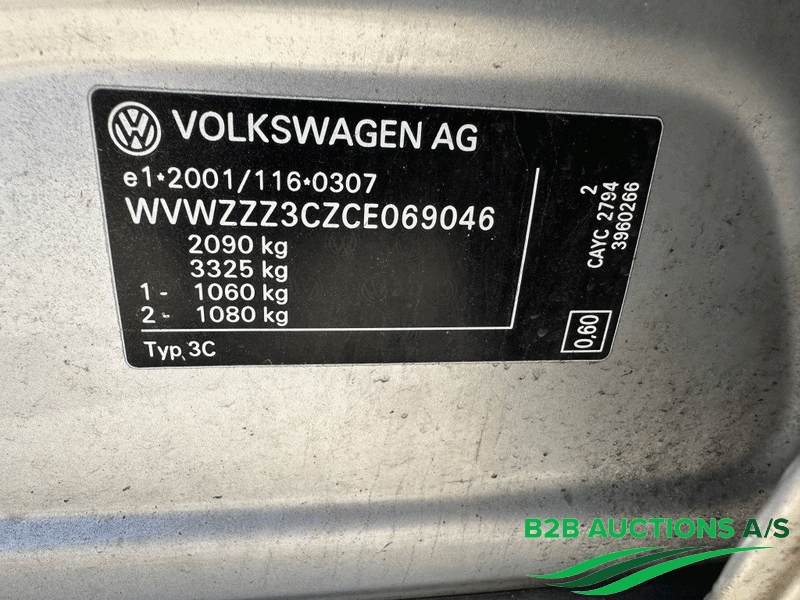 VOLKSWAGEN AG
e1*2001/116*0307
WVWZZZ3CZCE069046
2090 kg
3325 kg
1 - 1060 kg
2 - 1080 kg
Typ 3C
2
CAYC 2794
3960266
0,60
B2B AUCTIONS A/S